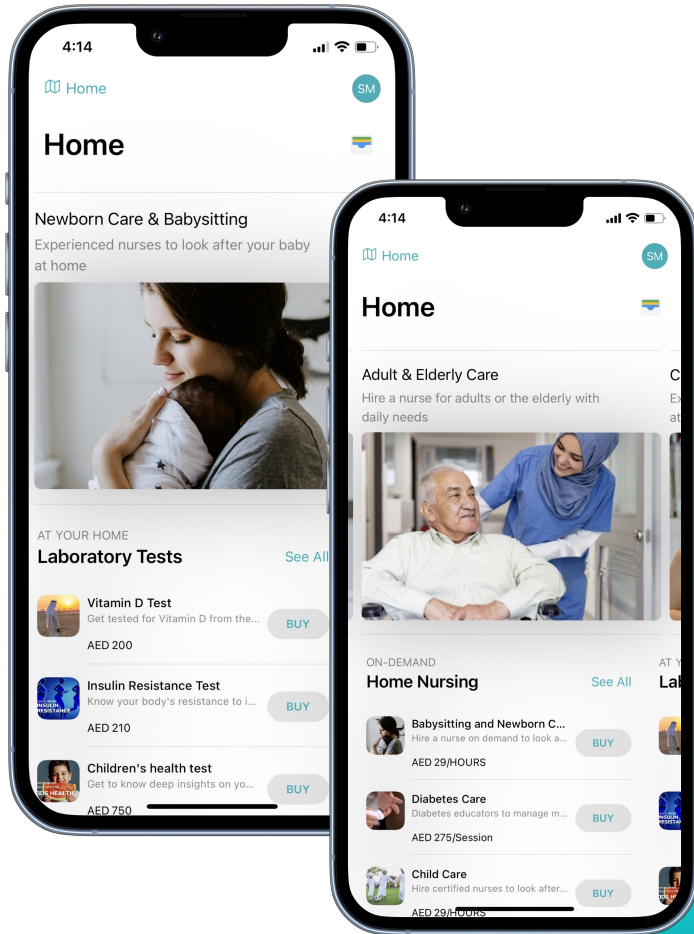 4:14
Home
SM
Home
Newborn Care & Babysitting
Experienced nurses to look after your baby
at home
AT YOUR HOME
Laboratory Tests
See All
Vitamin D Test
Get tested for Vitamin D from the...
BUY
AED 200
INSULIN
RESISTANCE
Insulin Resistance Test
Know your body's resistance to i...
BUY
AED 210
Children's health test
Get to know deep insights on yo...
BUY
AED 750
4:14
Home
SM
Home
Adult & Elderly Care
Hire a nurse for adults or the elderly with
daily needs
C
Ex
at
ON-DEMAND
Home Nursing
See All
AT Y
Lal
Babysitting and Newborn C...
Hire a nurse on demand to look a...
BUY
AED 29/HOURS
Diabetes Care
Diabetes educators to manage m...
BUY
AED 275/Session
Child Care
Hire certified nurses to look after...
BUY
AED 29/HOURS